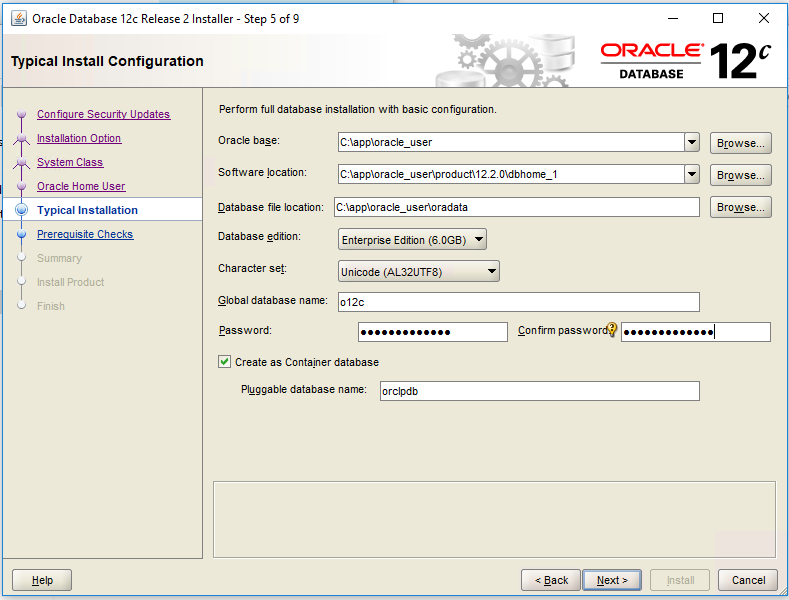 Oracle Database 12c Release 2 Installer - Step 5 of 9
Typical Install Configuration
ORACLE
DATABASE
12c
Configure Security Updates
Installation Option
System Class
Oracle Home User
Typical Installation
Prerequisite Checks
Summary
Install Product
Finish
Perform full database installation with basic configuration.
Oracle base: C:\app\oracle_user Browse...
Software location: C:\app\oracle_user\product\12.2.0\dbhome_1 Browse...
Database file location: C:\app\oracle_user\oradata Browse...
Database edition: Enterprise Edition (6.0GB)
Character set: Unicode (AL32UTF8)
Global database name: o12c
Password: ●●●●●●●●●●●●● Confirm password: ●●●●●●●●●●●●●
Create as Container database
Pluggable database name: orclpdb
Help < Back Next > Install Cancel